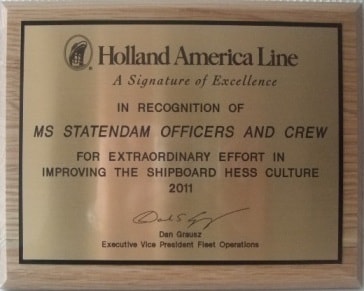 Holland America Line
A Signature of Excellence
IN RECOGNITION OF
MS STATENDAM OFFICERS AND CREW
FOR EXTRAORDINARY EFFORT IN
IMPROVING THE SHIPBOARD HESS CULTURE
2011
Dan Grausz
Executive Vice President Fleet Operations